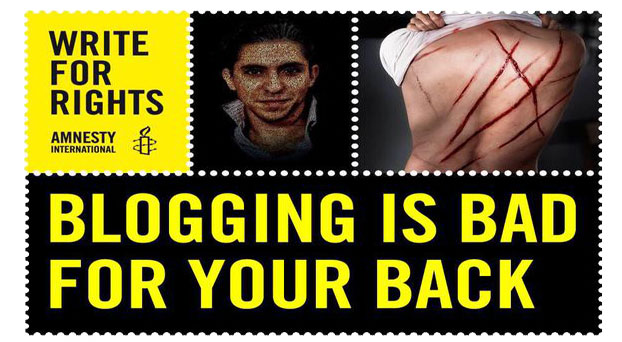 WRITE
FOR
RIGHTS
AMNESTY
INTERNATIONAL
BLOGGING IS BAD
FOR YOUR BACK